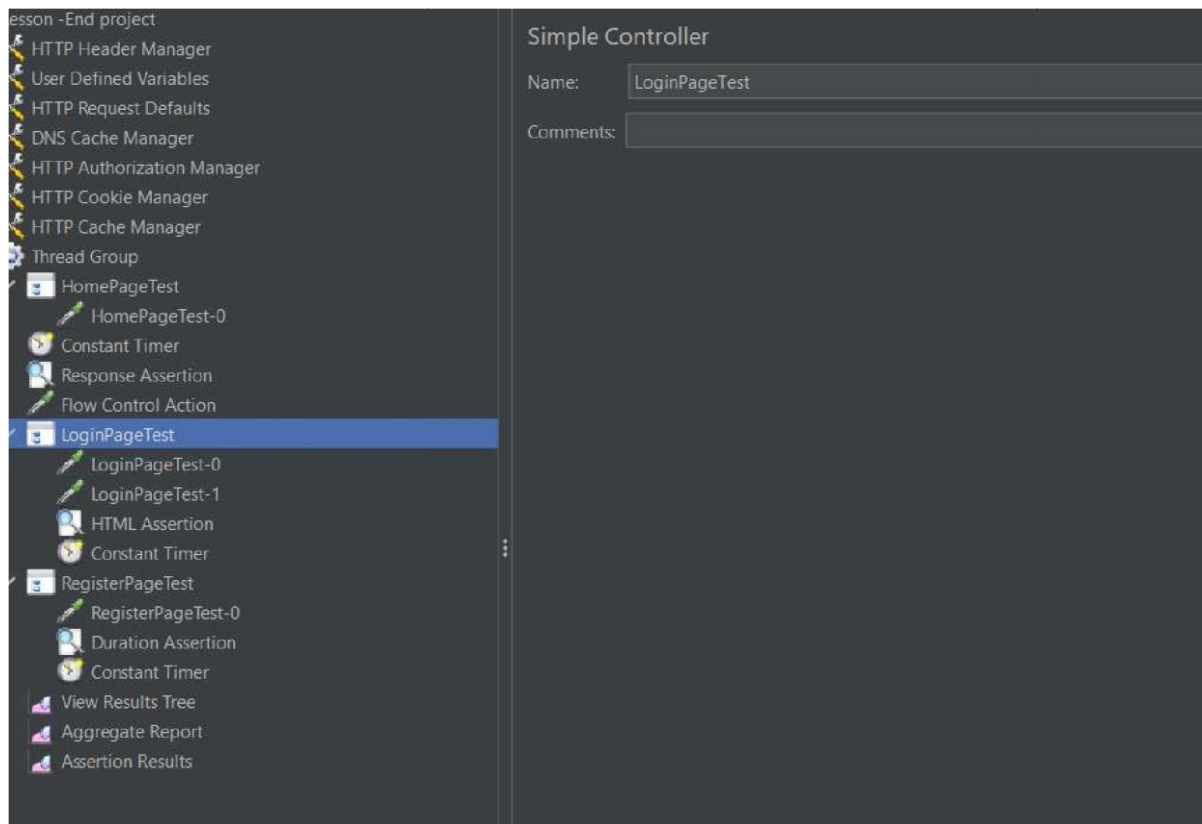 esson -End project
HTTP Header Manager
User Defined Variables
HTTP Request Defaults
DNS Cache Manager
HTTP Authorization Manager
HTTP Cookie Manager
HTTP Cache Manager
Thread Group
HomePageTest
HomePageTest-0
Constant Timer
Response Assertion
Flow Control Action
LoginPageTest
LoginPageTest-0
LoginPageTest-1
HTML Assertion
Constant Timer
RegisterPageTest
RegisterPageTest-0
Duration Assertion
Constant Timer
View Results Tree
Aggregate Report
Assertion Results
Simple Controller
Name: LoginPageTest
Comments: